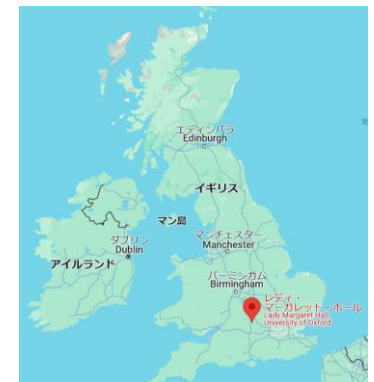 エディンバラ
Edinburgh
イギリス
マン島
マンチェスター
Manchester
ダブリン
Dublin
アイルランド
バーミンガム
Birmingham
レディ・
マーガレット・ホール
Lady Margaret Hall,
University of Oxford